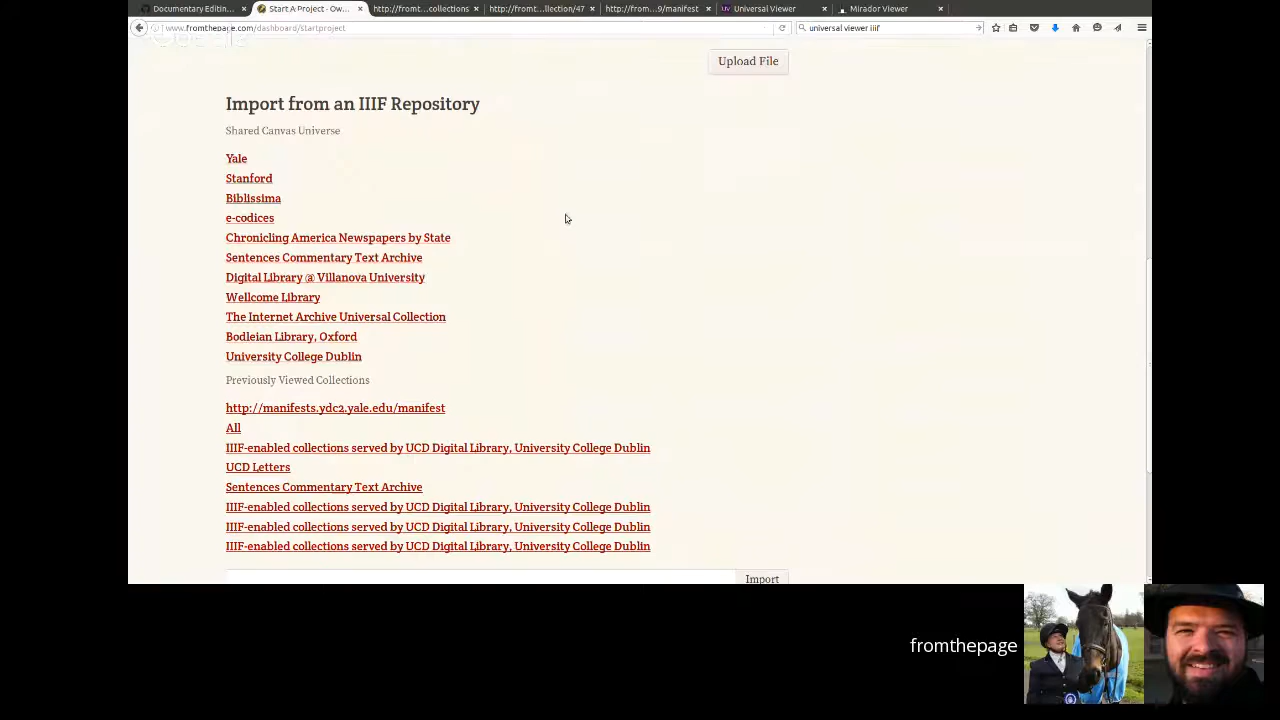 Documentary Editin...
Start A Project - Ow...
http://fromt...collections
http://fromt...llection/47
http://from...9/manifest
Universal Viewer
Mirador Viewer
www.fromthepage.com/dashboard/startproject
universal viewer iiif
Upload File
Import from an IIIF Repository
Shared Canvas Universe
Yale
Stanford
Biblissima
e-codices
Chronicling America Newspapers by State
Sentences Commentary Text Archive
Digital Library @ Villanova University
Wellcome Library
The Internet Archive Universal Collection
Bodleian Library, Oxford
University College Dublin
Previously Viewed Collections
http://manifests.ydc2.yale.edu/manifest
All
IIIF-enabled collections served by UCD Digital Library, University College Dublin
UCD Letters
Sentences Commentary Text Archive
IIIF-enabled collections served by UCD Digital Library, University College Dublin
IIIF-enabled collections served by UCD Digital Library, University College Dublin
IIIF-enabled collections served by UCD Digital Library, University College Dublin
Import
fromthepage